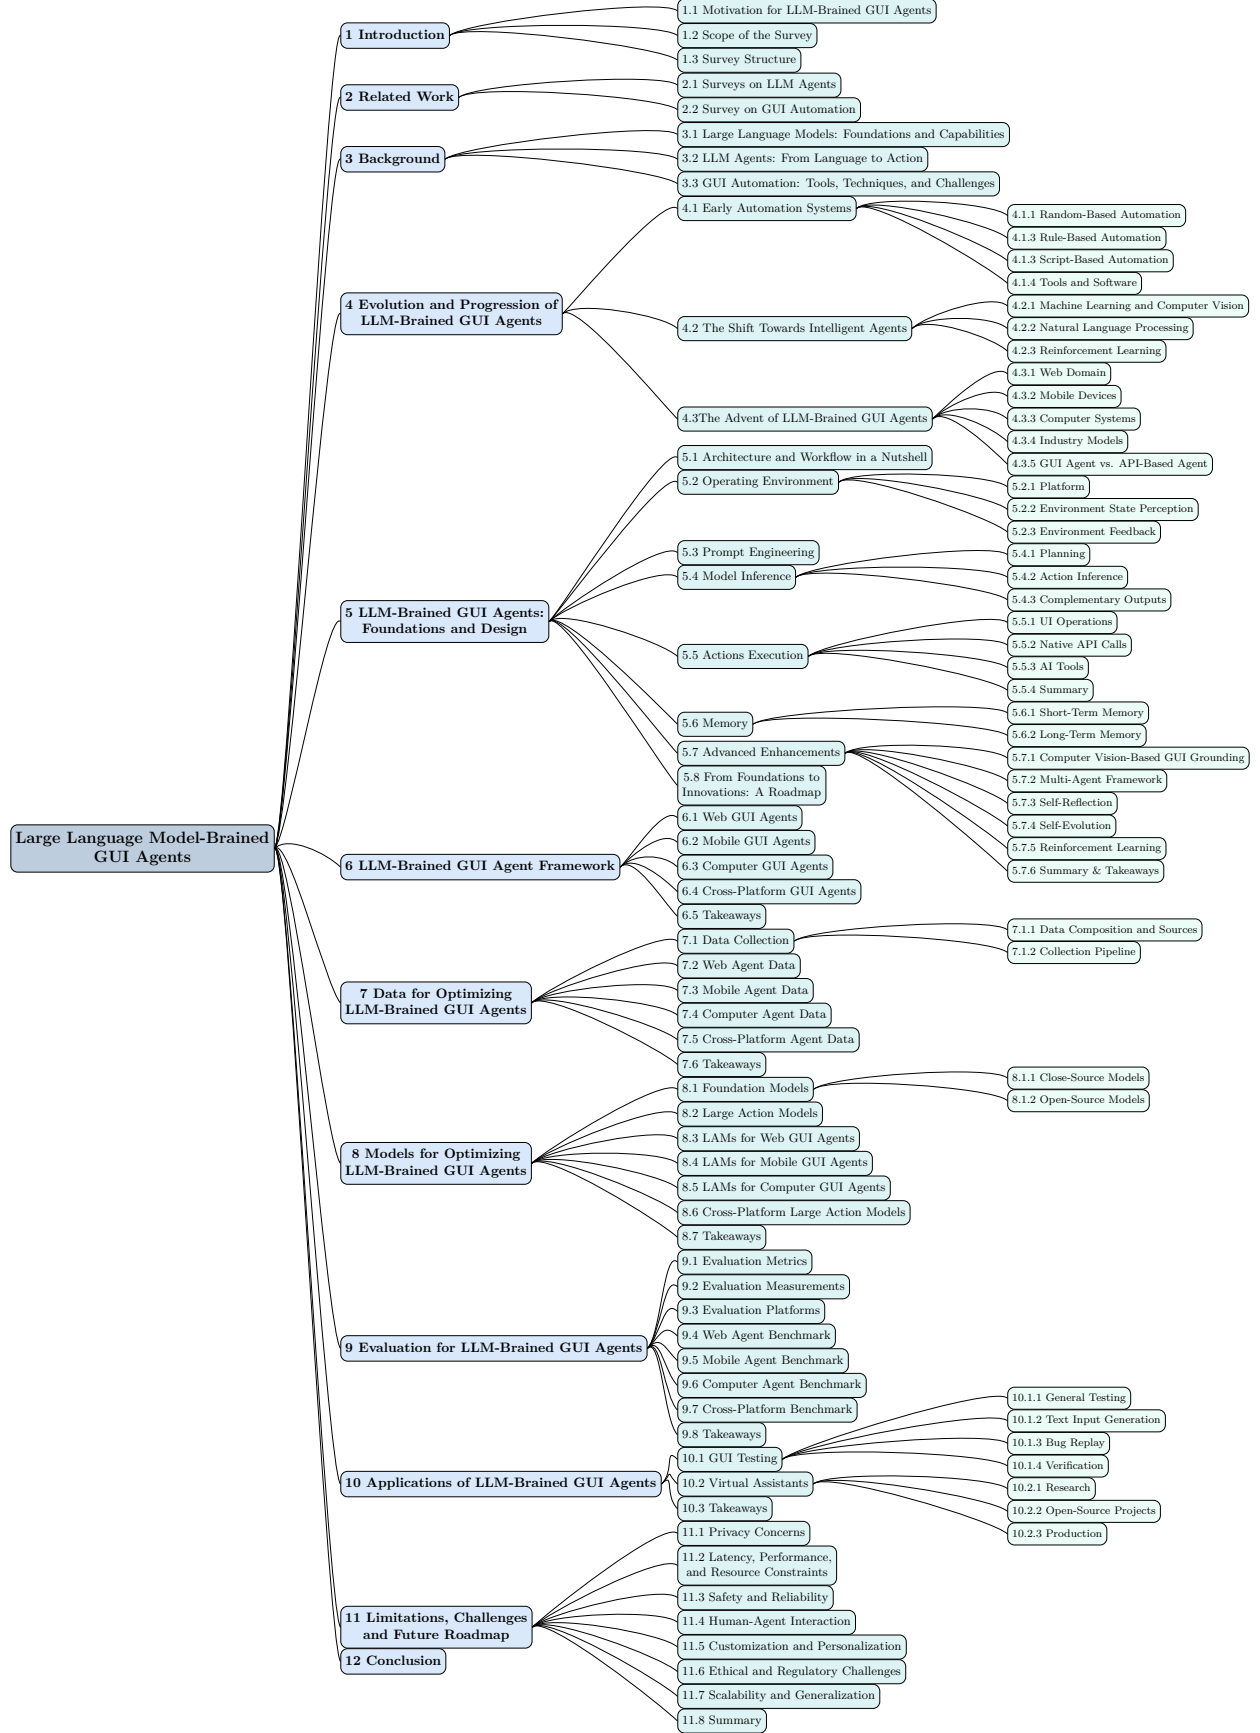 Large Language Model-Brained
GUI Agents
1 Introduction
1.1 Motivation for LLM-Brained GUI Agents
1.2 Scope of the Survey
1.3 Survey Structure
2 Related Work
2.1 Surveys on LLM Agents
2.2 Survey on GUI Automation
3 Background
3.1 Large Language Models: Foundations and Capabilities
3.2 LLM Agents: From Language to Action
3.3 GUI Automation: Tools, Techniques, and Challenges
4 Evolution and Progression of
LLM-Brained GUI Agents
4.1 Early Automation Systems
4.1.1 Random-Based Automation
4.1.3 Rule-Based Automation
4.1.3 Script-Based Automation
4.1.4 Tools and Software
4.2 The Shift Towards Intelligent Agents
4.2.1 Machine Learning and Computer Vision
4.2.2 Natural Language Processing
4.2.3 Reinforcement Learning
4.3The Advent of LLM-Brained GUI Agents
4.3.1 Web Domain
4.3.2 Mobile Devices
4.3.3 Computer Systems
4.3.4 Industry Models
4.3.5 GUI Agent vs. API-Based Agent
5 LLM-Brained GUI Agents:
Foundations and Design
5.1 Architecture and Workflow in a Nutshell
5.2 Operating Environment
5.2.1 Platform
5.2.2 Environment State Perception
5.2.3 Environment Feedback
5.3 Prompt Engineering
5.4 Model Inference
5.4.1 Planning
5.4.2 Action Inference
5.4.3 Complementary Outputs
5.5 Actions Execution
5.5.1 UI Operations
5.5.2 Native API Calls
5.5.3 AI Tools
5.5.4 Summary
5.6 Memory
5.6.1 Short-Term Memory
5.6.2 Long-Term Memory
5.7 Advanced Enhancements
5.7.1 Computer Vision-Based GUI Grounding
5.7.2 Multi-Agent Framework
5.7.3 Self-Reflection
5.7.4 Self-Evolution
5.7.5 Reinforcement Learning
5.7.6 Summary & Takeaways
5.8 From Foundations to
Innovations: A Roadmap
6 LLM-Brained GUI Agent Framework
6.1 Web GUI Agents
6.2 Mobile GUI Agents
6.3 Computer GUI Agents
6.4 Cross-Platform GUI Agents
6.5 Takeaways
7 Data for Optimizing
LLM-Brained GUI Agents
7.1 Data Collection
7.1.1 Data Composition and Sources
7.1.2 Collection Pipeline
7.2 Web Agent Data
7.3 Mobile Agent Data
7.4 Computer Agent Data
7.5 Cross-Platform Agent Data
7.6 Takeaways
8 Models for Optimizing
LLM-Brained GUI Agents
8.1 Foundation Models
8.1.1 Close-Source Models
8.1.2 Open-Source Models
8.2 Large Action Models
8.3 LAMs for Web GUI Agents
8.4 LAMs for Mobile GUI Agents
8.5 LAMs for Computer GUI Agents
8.6 Cross-Platform Large Action Models
8.7 Takeaways
9 Evaluation for LLM-Brained GUI Agents
9.1 Evaluation Metrics
9.2 Evaluation Measurements
9.3 Evaluation Platforms
9.4 Web Agent Benchmark
9.5 Mobile Agent Benchmark
9.6 Computer Agent Benchmark
9.7 Cross-Platform Benchmark
9.8 Takeaways
10 Applications of LLM-Brained GUI Agents
10.1 GUI Testing
10.1.1 General Testing
10.1.2 Text Input Generation
10.1.3 Bug Replay
10.1.4 Verification
10.2 Virtual Assistants
10.2.1 Research
10.2.2 Open-Source Projects
10.2.3 Production
10.3 Takeaways
11 Limitations, Challenges
and Future Roadmap
11.1 Privacy Concerns
11.2 Latency, Performance,
and Resource Constraints
11.3 Safety and Reliability
11.4 Human-Agent Interaction
11.5 Customization and Personalization
11.6 Ethical and Regulatory Challenges
11.7 Scalability and Generalization
11.8 Summary
12 Conclusion